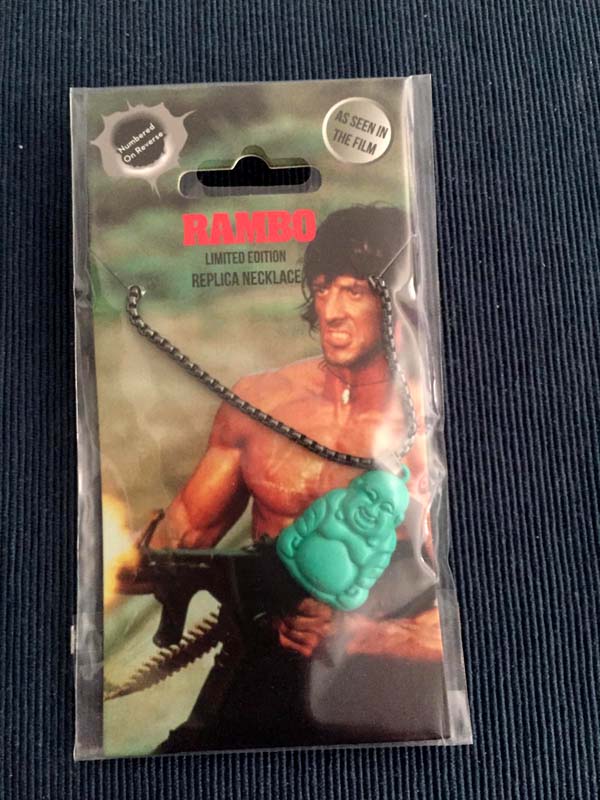 Numbered
On Reverse.
AS SEEN IN
THE FILM
RAMBO
LIMITED EDITION
REPLICA NECKLACE